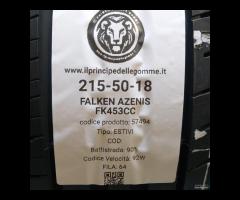 www.ilprincipedellegomme.it
215-50-18
FALKEN AZENIS
FK453CC
codice prodotto: 57494
Tipo: ESTIVI
COD:
Battistrada: 90%
Codice Velocità: 92W
FILA: 64